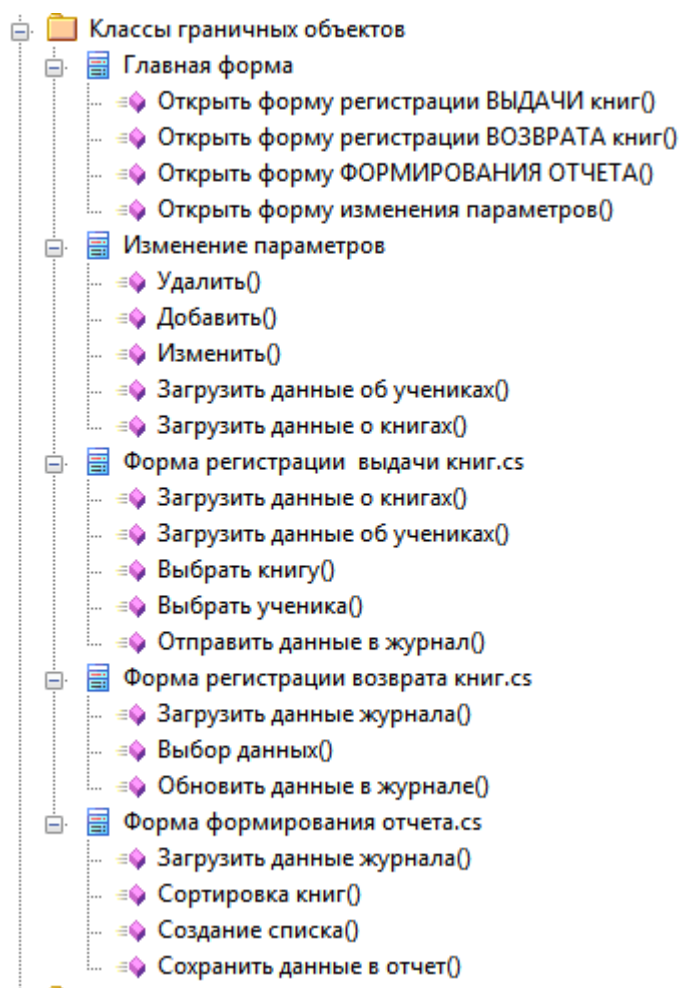 Классы граничных объектов
Главная форма
Открыть форму регистрации ВЫДАЧИ книг()
Открыть форму регистрации ВОЗВРАТА книг()
Открыть форму ФОРМИРОВАНИЯ ОТЧЕТА()
Открыть форму изменения параметров()
Изменение параметров
Удалить()
Добавить()
Изменить()
Загрузить данные об учениках()
Загрузить данные о книгах()
Форма регистрации  выдачи книг.cs
Загрузить данные о книгах()
Загрузить данные об учениках()
Выбрать книгу()
Выбрать ученика()
Отправить данные в журнал()
Форма регистрации возврата книг.cs
Загрузить данные журнала()
Выбор данных()
Обновить данные в журнале()
Форма формирования отчета.cs
Загрузить данные журнала()
Сортировка книг()
Создание списка()
Сохранить данные в отчет()